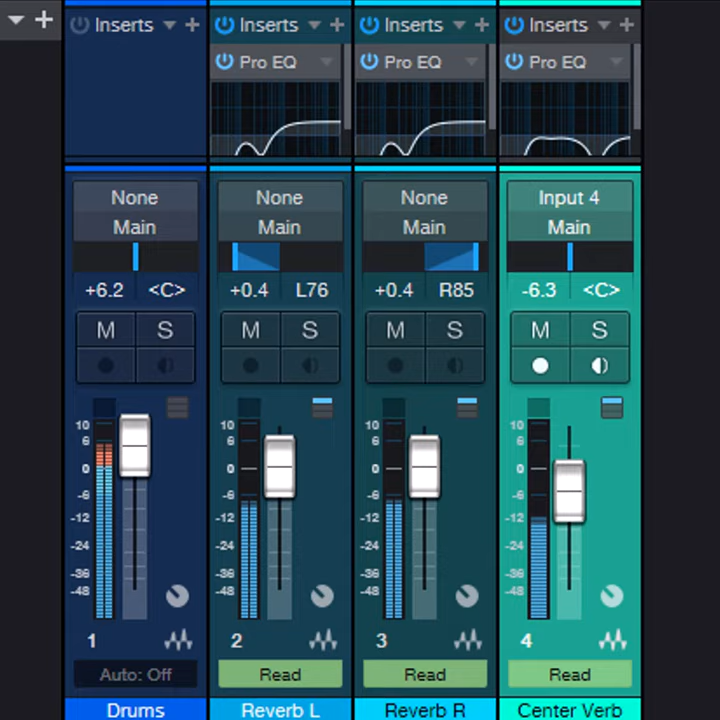 Inserts
Inserts
Inserts
Inserts
Pro EQ
Pro EQ
Pro EQ
None
None
None
Input 4
Main
Main
Main
Main
+6.2 <C>
+0.4 L76
+0.4 R85
-6.3 <C>
M S
M S
M S
M S
10
6
0
-6
-12
-24
-36
-48
10
6
0
-6
-12
-24
-36
-48
10
6
0
-6
-12
-24
-36
-48
10
6
0
-6
-12
-24
-36
-48
1
2
3
4
Auto: Off
Read
Read
Read
Drums
Reverb L
Reverb R
Center Verb